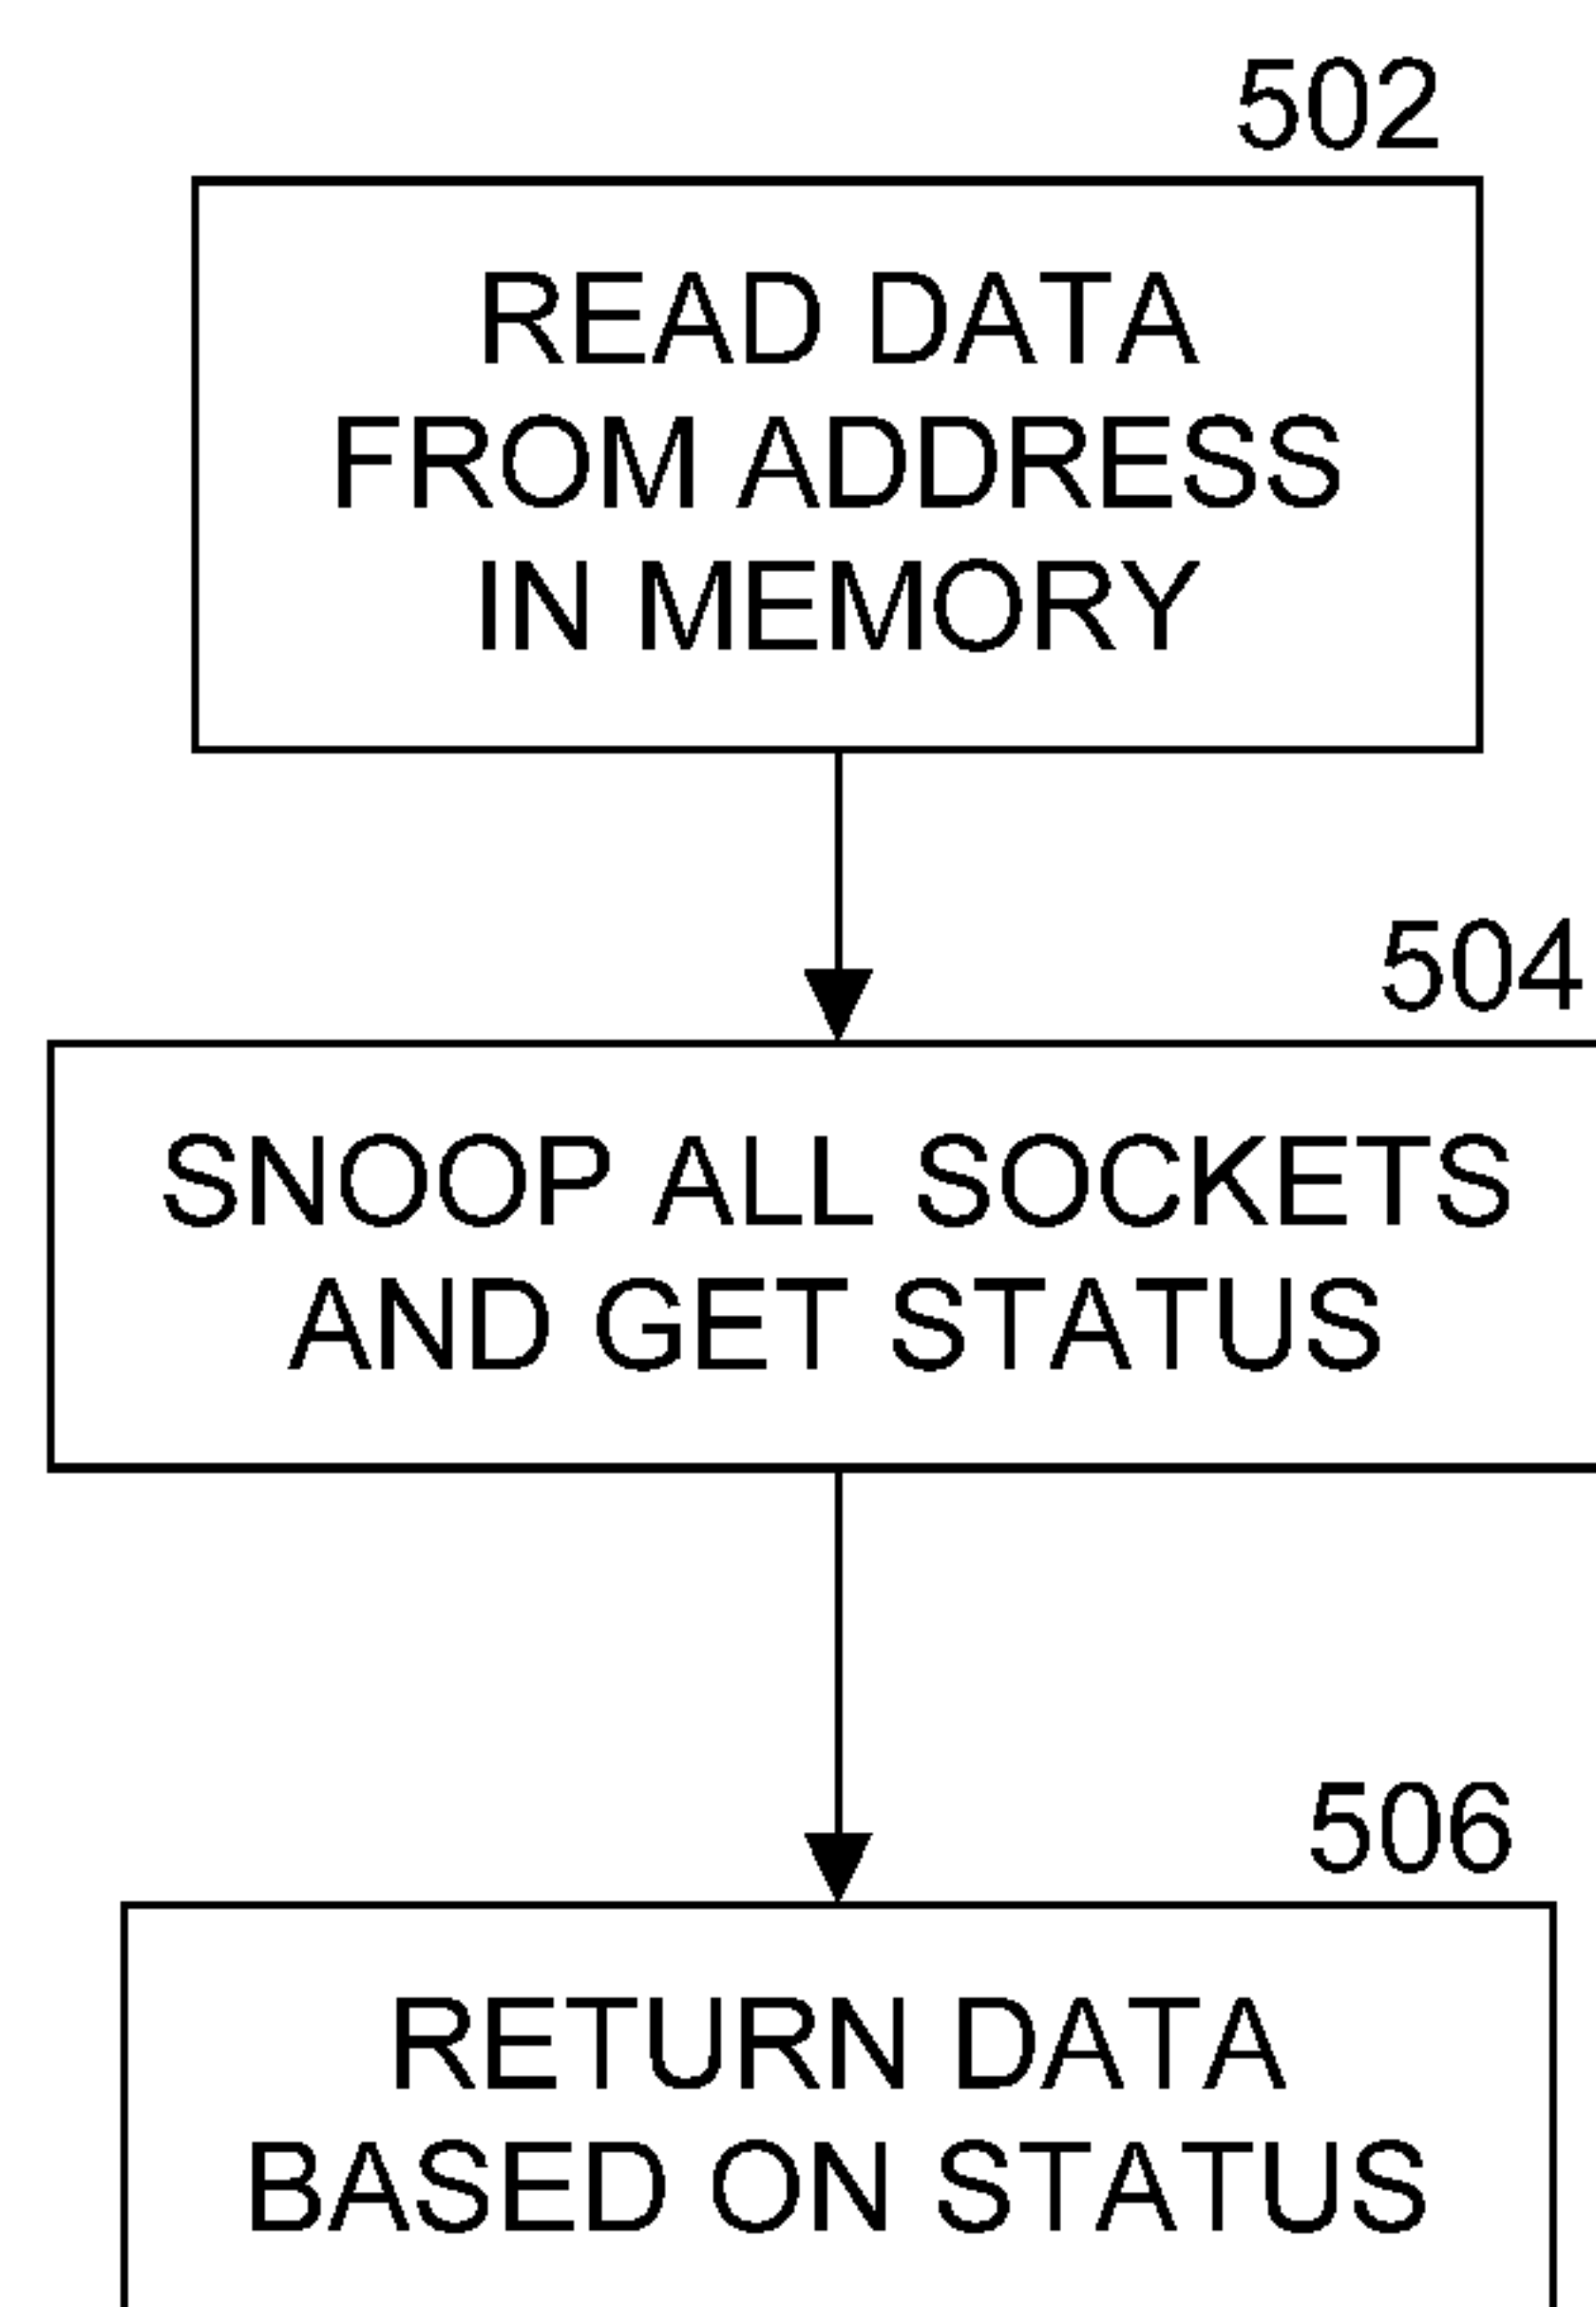 502
READ DATA
FROM ADDRESS
IN MEMORY
504
SNOOP ALL SOCKETS
AND GET STATUS
506
RETURN DATA
BASED ON STATUS